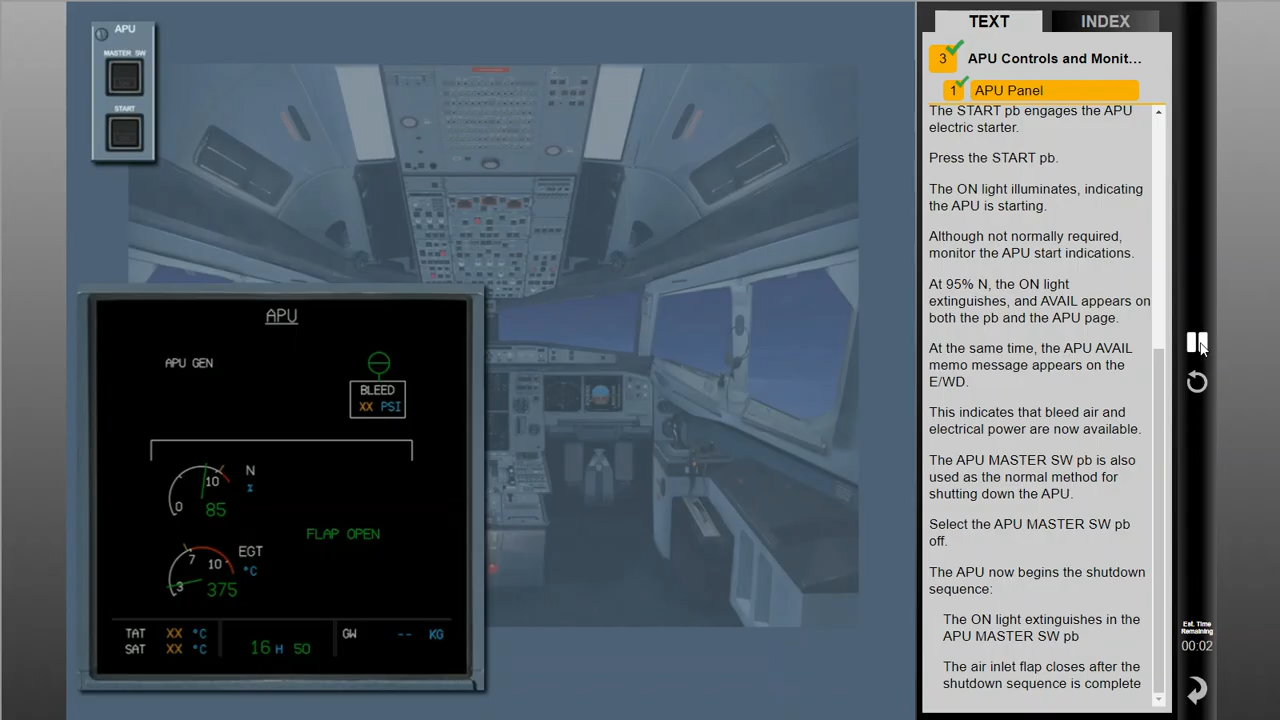 APU
MASTER SW
START
APU
APU GEN
BLEED
XX PSI
N
%
10
0
85
FLAP OPEN
EGT
°C
7
10
3
375
TAT XX °C
SAT XX °C
16 H 50
GW -- KG
TEXT
INDEX
3
APU Controls and Monit...
1
APU Panel
The START pb engages the APU
electric starter.
Press the START pb.
The ON light illuminates, indicating
the APU is starting.
Although not normally required,
monitor the APU start indications.
At 95% N, the ON light
extinguishes, and AVAIL appears on
both the pb and the APU page.
At the same time, the APU AVAIL
memo message appears on the
E/WD.
This indicates that bleed air and
electrical power are now available.
The APU MASTER SW pb is also
used as the normal method for
shutting down the APU.
Select the APU MASTER SW pb
off.
The APU now begins the shutdown
sequence:
The ON light extinguishes in the
APU MASTER SW pb
The air inlet flap closes after the
shutdown sequence is complete
Est. Time
Remaining
00:02